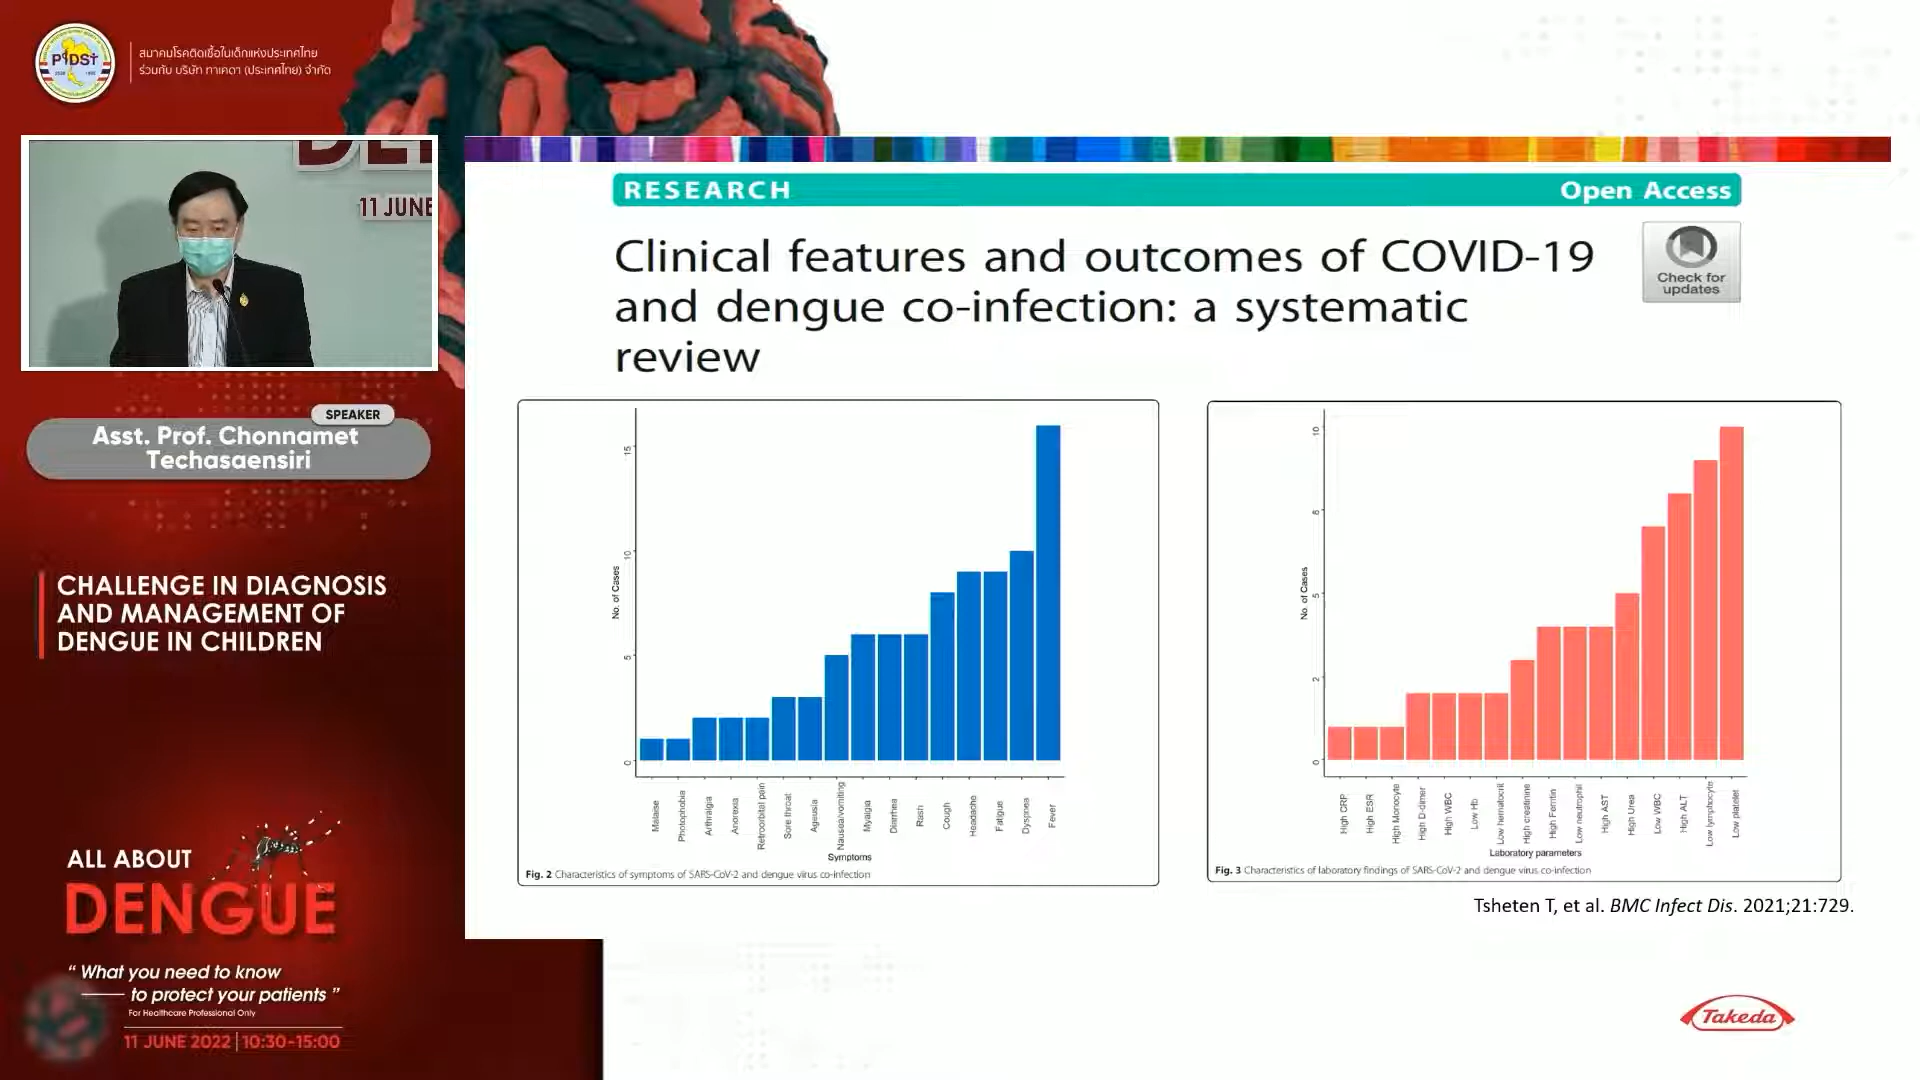 PIDST
สมาคมโรคติดเชื้อในเด็กแห่งประเทศไทย
ร่วมกับ บริษัท ทาเคดา (ประเทศไทย) จำกัด
11 JUNE
SPEAKER
Asst. Prof. Chonnamet
Techasaensiri
CHALLENGE IN DIAGNOSIS
AND MANAGEMENT OF
DENGUE IN CHILDREN
ALL ABOUT
DENGUE
“ What you need to know
to protect your patients ”
For Healthcare Professional Only
11 JUNE 2022 | 10:30-15:00
RESEARCH
Open Access
Clinical features and outcomes of COVID-19
and dengue co-infection: a systematic
review
Check for
updates
No. of Cases
15
10
5
0
Malaise
Photophobia
Arthralgia
Anorexia
Retroorbital pain
Sore throat
Ageusia
Nausea/vomiting
Myalgia
Diarrhea
Rash
Cough
Headache
Fatigue
Dyspnea
Fever
Symptoms
Fig. 2 Characteristics of symptoms of SARS-CoV-2 and dengue virus co-infection
No. of Cases
10
5
2
0
High CRP
High ESR
High Monocyte
High D-dimer
High WBC
Low Hb
Low hematocrit
High creatinine
High Ferritin
Low neutrophil
High AST
High Urea
Low WBC
High ALT
Low lymphocyte
Low platelet
Laboratory parameters
Fig. 3 Characteristics of laboratory findings of SARS-CoV-2 and dengue virus co-infection
Tsheten T, et al. BMC Infect Dis. 2021;21:729.
Takeda